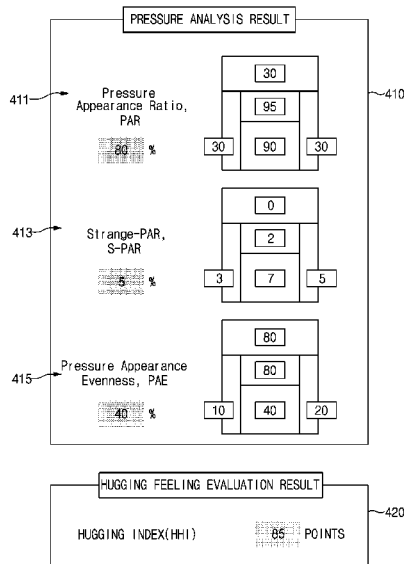 PRESSURE ANALYSIS RESULT
410
411
Pressure
Appearance Ratio,
PAR
80 %
30
95
30 90 30
413
Strange-PAR,
S-PAR
5 %
0
2
3 7 5
415
Pressure Appearance
Evenness, PAE
40 %
80
80
10 40 20
HUGGING FEELING EVALUATION RESULT
420
HUGGING INDEX(HHI) 85 POINTS